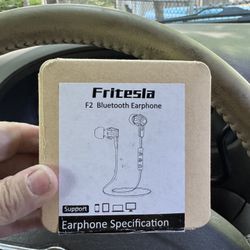 Fritesla
F2 Bluetooth Earphone
Support
Earphone Specification